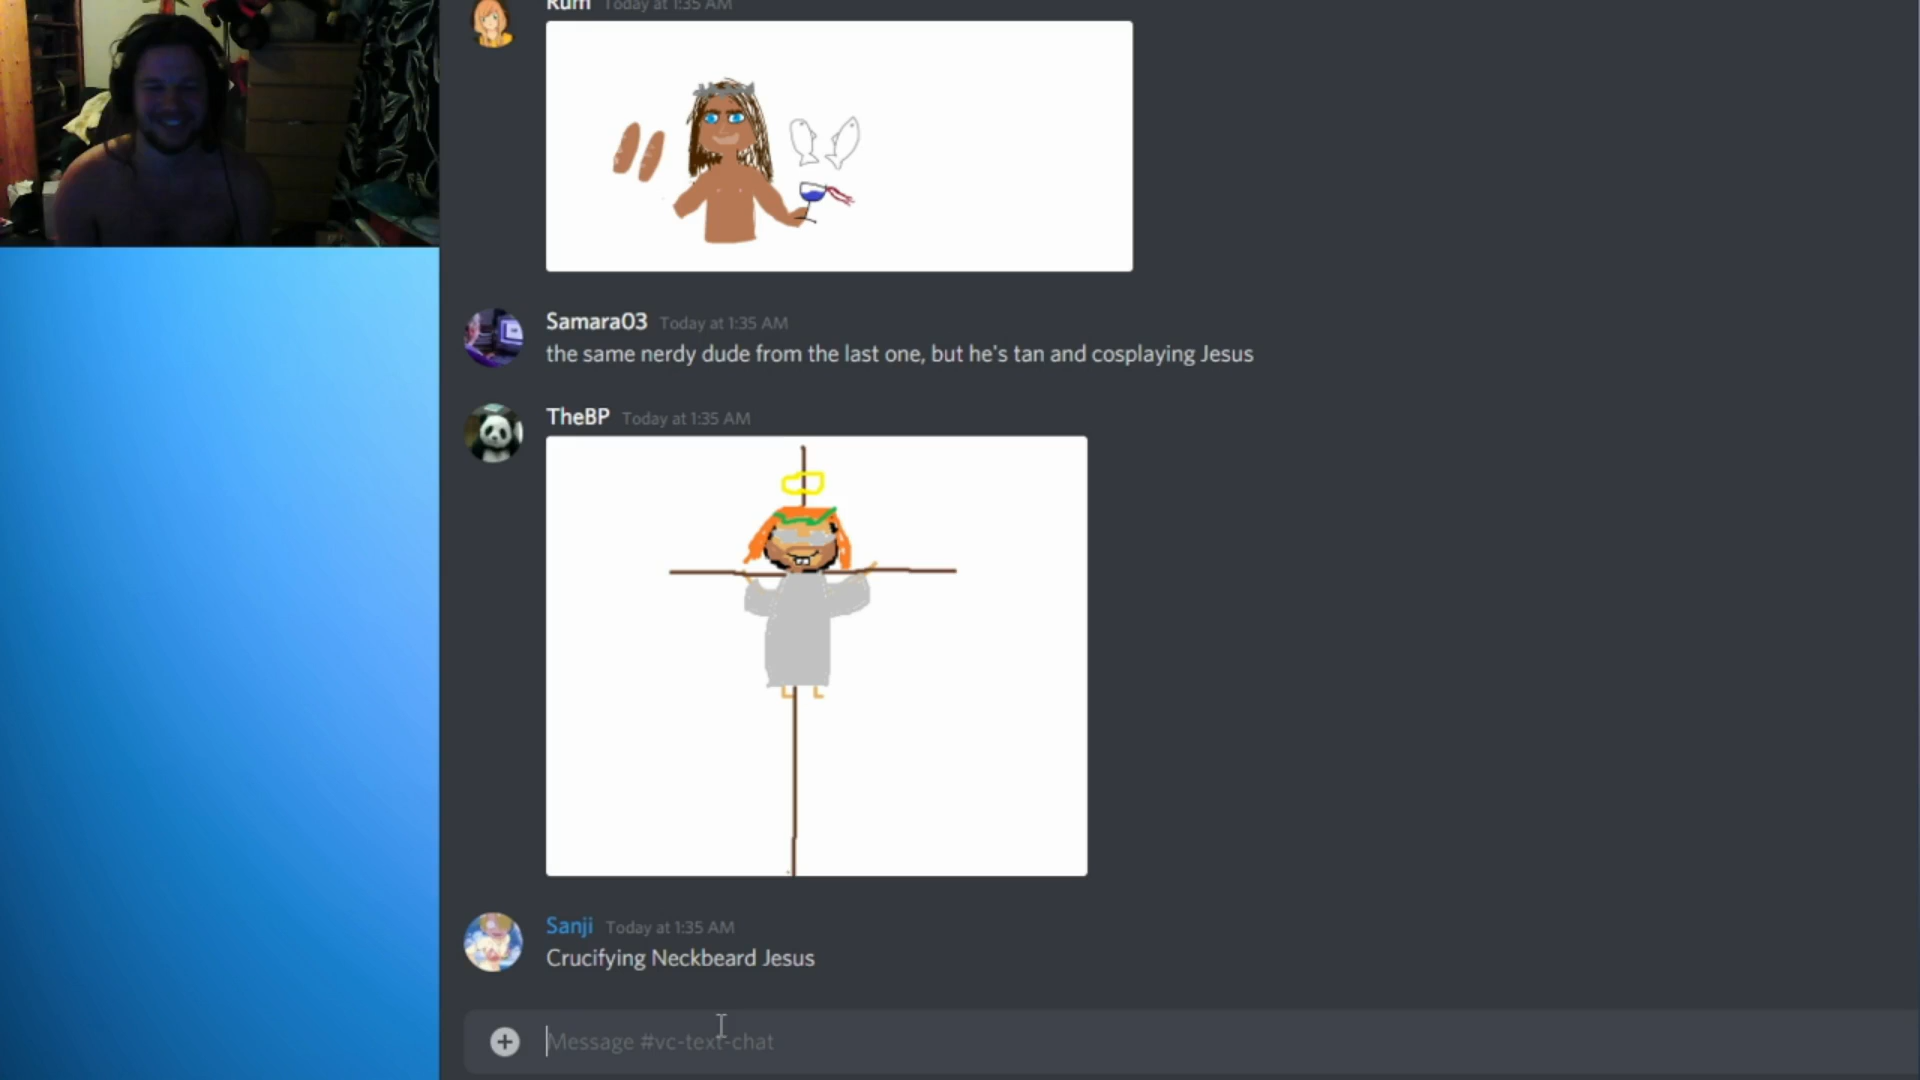 Rum Today at 1:35 AM
Samara03 Today at 1:35 AM
the same nerdy dude from the last one, but he's tan and cosplaying Jesus
TheBP Today at 1:35 AM
Sanji Today at 1:35 AM
Crucifying Neckbeard Jesus
Message #vc-text-chat